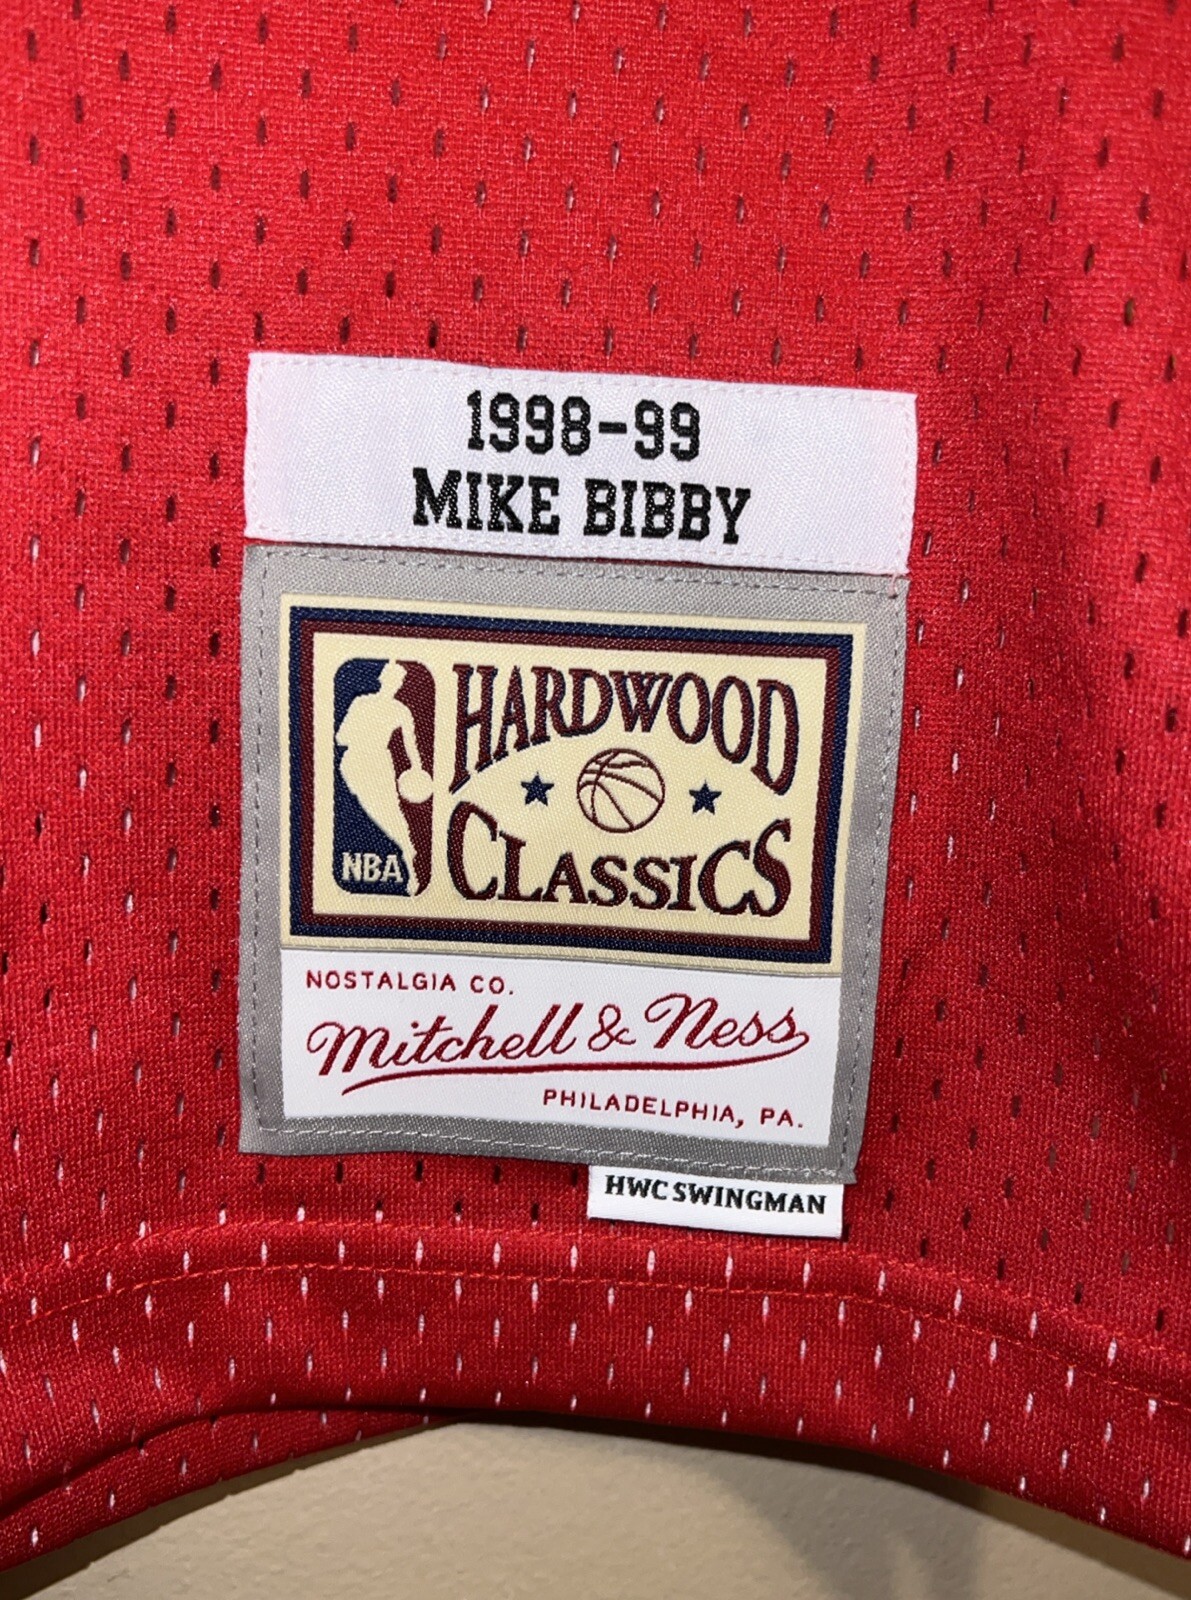 1998-99
MIKE BIBBY
HARDWOOD
CLASSICS
NBA
NOSTALGIA CO.
Mitchell & Ness
PHILADELPHIA, PA.
HWC SWINGMAN